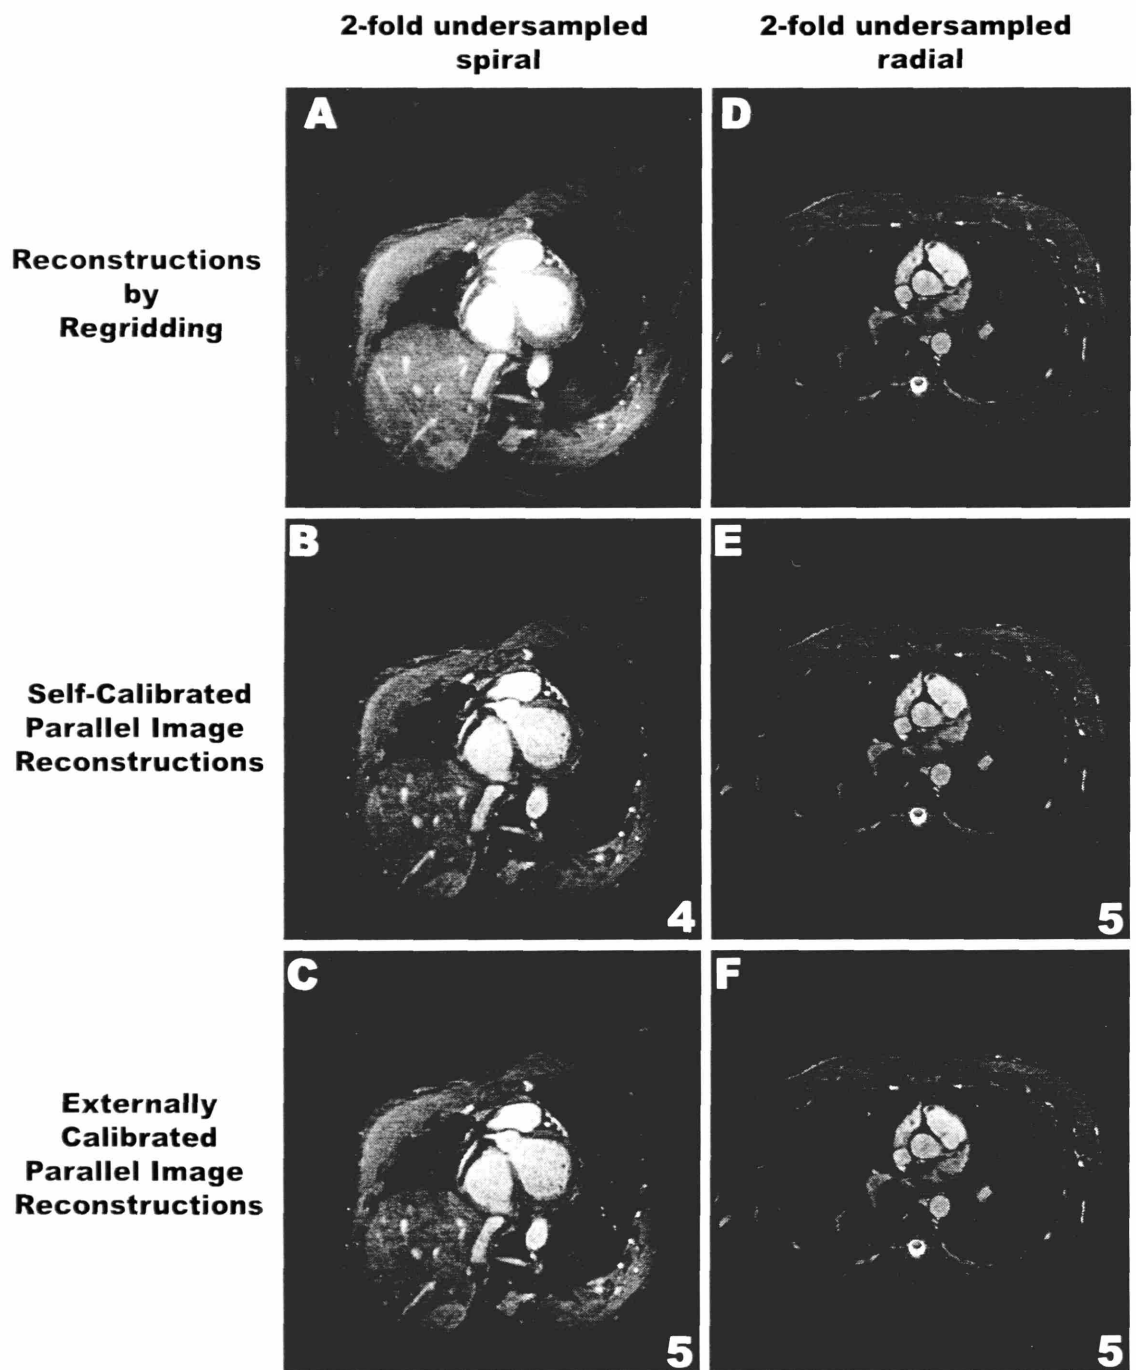 2-fold undersampled
spiral
2-fold undersampled
radial
A
D
Reconstructions
by
Regridding
B
E
Self-Calibrated
Parallel Image
Reconstructions
4
5
C
F
Externally
Calibrated
Parallel Image
Reconstructions
5
5